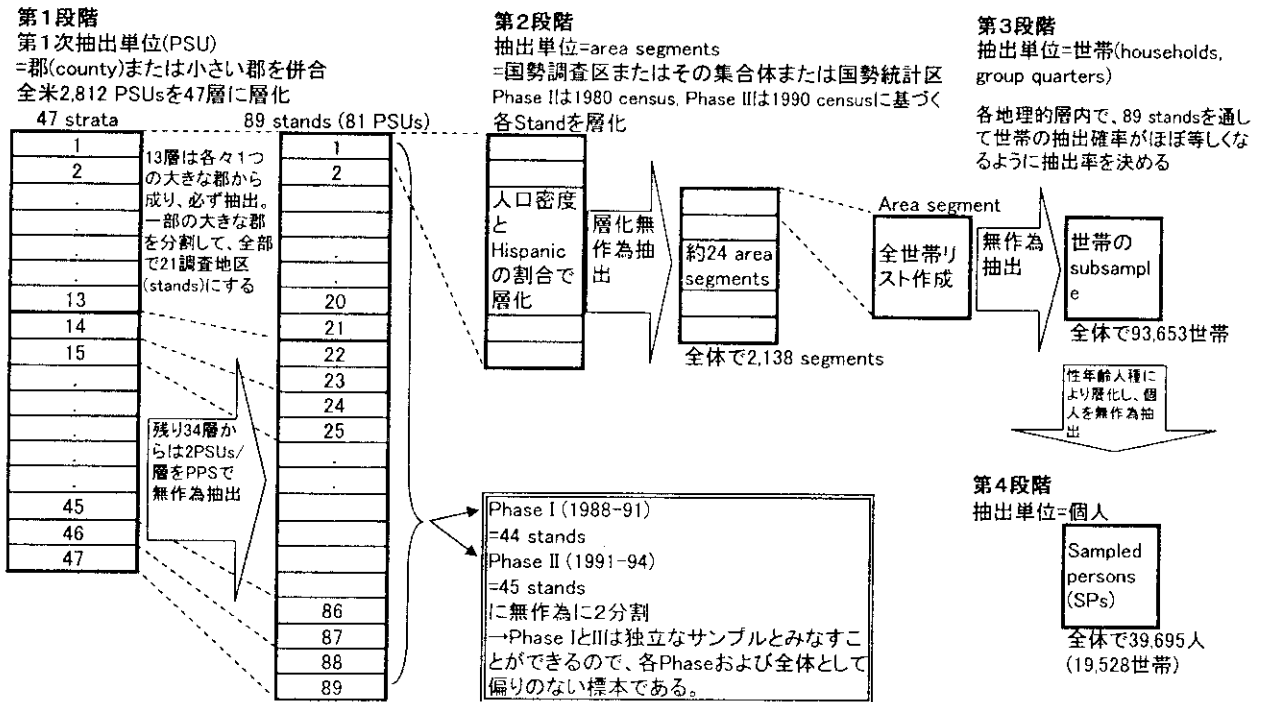 第1段階
第1次抽出単位(PSU)
=郡(county)または小さい郡を併合
全米2,812 PSUsを47層に層化
47 strata
1
2
.
.
.
.
13
14
15
.
.
.
.
.
45
46
47
13層は各々1つ
の大きな郡から
成り、必ず抽出。
一部の大きな郡
を分割して、全部
で21調査地区
(stands)にする
残り34層か
らは2PSUs/
層をPPSで
無作為抽出
89 stands (81 PSUs)
1
2
.
.
.
.
20
21
22
23
24
25
.
.
86
87
88
89
第2段階
抽出単位=area segments
=国勢調査区またはその集合体または国勢統計区
Phase IIは1980 census, Phase IIIは1990 censusに基づく
各Standを層化
人口密度
と
Hispanic
の割合で
層化
層化無
作為抽
出
約24 area
segments
全体で2,138 segments
Phase I (1988-91)
=44 stands
Phase II (1991-94)
=45 stands
に無作為に2分割
→Phase IとIIは独立なサンプルとみなすこ
とができるので、各Phaseおよび全体として
偏りのない標本である。
第3段階
抽出単位=世帯(households,
group quarters)
各地理的層内で、89 standsを通し
て世帯の抽出確率がほぼ等しくな
るように抽出率を決める
Area segment
全世帯リ
スト作成
無作為
抽出
世帯の
subsampl
e
全体で93,653世帯
性年齢人種に
より層化し、個
人を無作為抽
出
第4段階
抽出単位=個人
Sampled
persons
(SPs)
全体で39,695人
(19,528世帯)